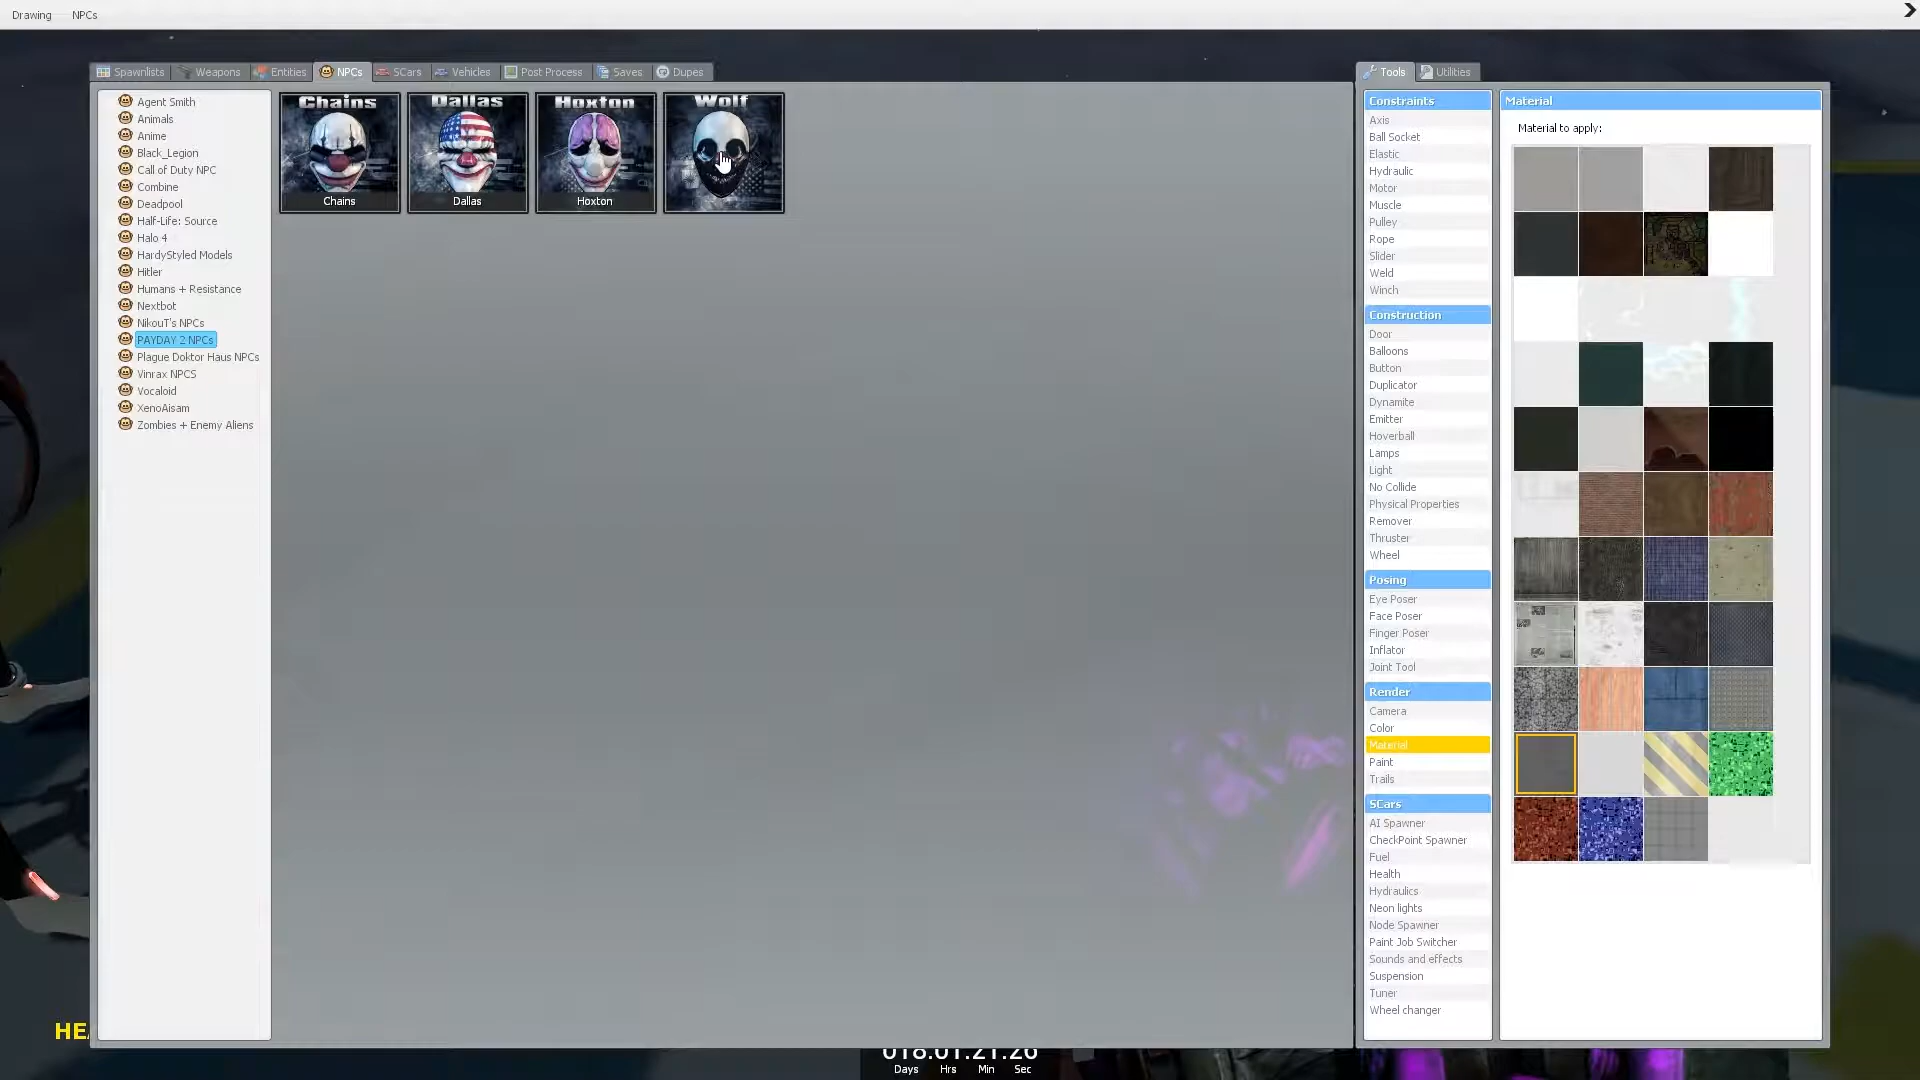 Drawing NPCs
Spawnlists Weapons Entities NPCs SCars Vehicles Post Process Saves Dupes
Tools Utilities
Agent Smith
Animals
Anime
Black_Legion
Call of Duty NPC
Combine
Deadpool
Half-Life: Source
Halo 4
HardyStyled Models
Hitler
Humans + Resistance
Nextbot
NikouT's NPCs
PAYDAY 2 NPCs
Plague Doktor Haus NPCs
Vinrax NPCS
Vocaloid
XenoAisam
Zombies + Enemy Aliens
Chains Dallas Hoxton Wolf
Chains Dallas Hoxton
Constraints
Axis
Ball Socket
Elastic
Hydraulic
Motor
Muscle
Pulley
Rope
Slider
Weld
Winch
Construction
Door
Balloons
Button
Duplicator
Dynamite
Emitter
Hoverball
Lamps
Light
No Collide
Physical Properties
Remover
Thruster
Wheel
Posing
Eye Poser
Face Poser
Finger Poser
Inflator
Joint Tool
Render
Camera
Color
Material
Paint
Trails
SCars
AI Spawner
CheckPoint Spawner
Fuel
Health
Hydraulics
Neon lights
Node Spawner
Paint Job Switcher
Sounds and effects
Suspension
Tuner
Wheel changer
Material
Material to apply:
HEA
018:01:21:26
Days Hrs Min Sec